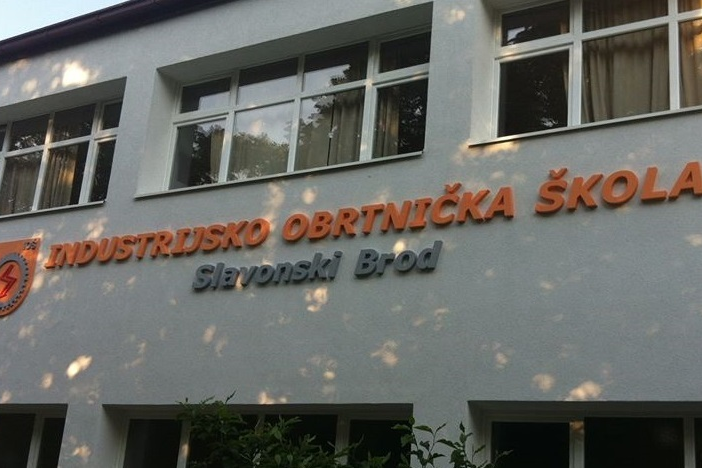 INDUSTRIJSKO OBRTNIČKA ŠKOLA
Slavonski Brod